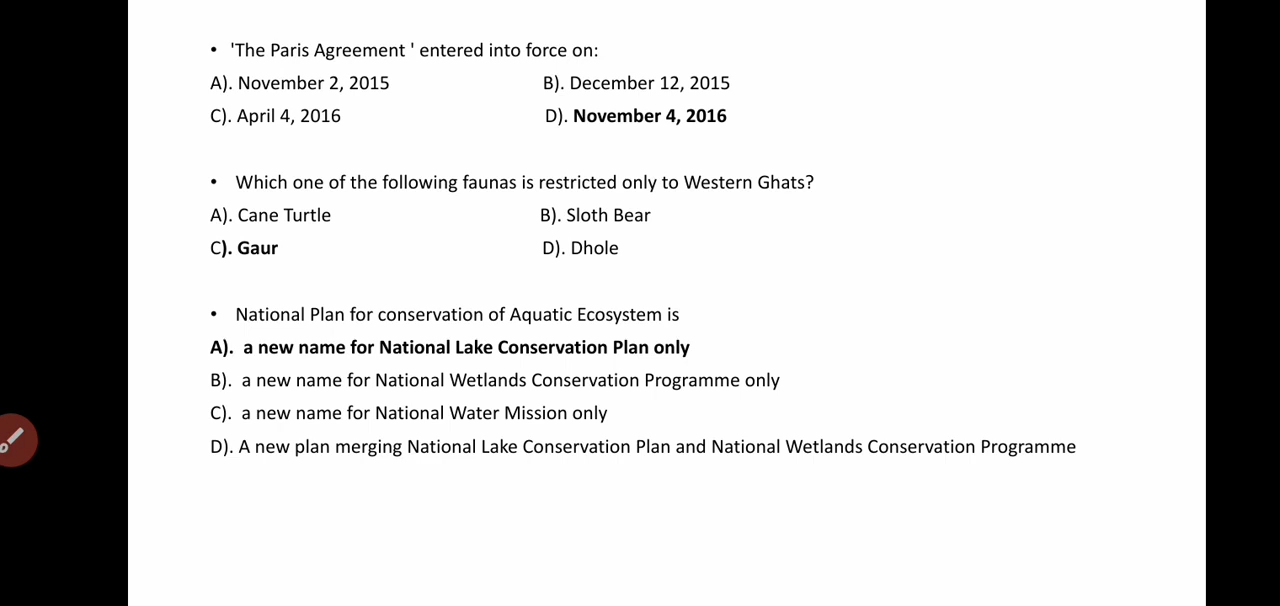 • 'The Paris Agreement ' entered into force on:
A). November 2, 2015 B). December 12, 2015
C). April 4, 2016 D). November 4, 2016
• Which one of the following faunas is restricted only to Western Ghats?
A). Cane Turtle B). Sloth Bear
C). Gaur D). Dhole
• National Plan for conservation of Aquatic Ecosystem is
A). a new name for National Lake Conservation Plan only
B). a new name for National Wetlands Conservation Programme only
C). a new name for National Water Mission only
D). A new plan merging National Lake Conservation Plan and National Wetlands Conservation Programme